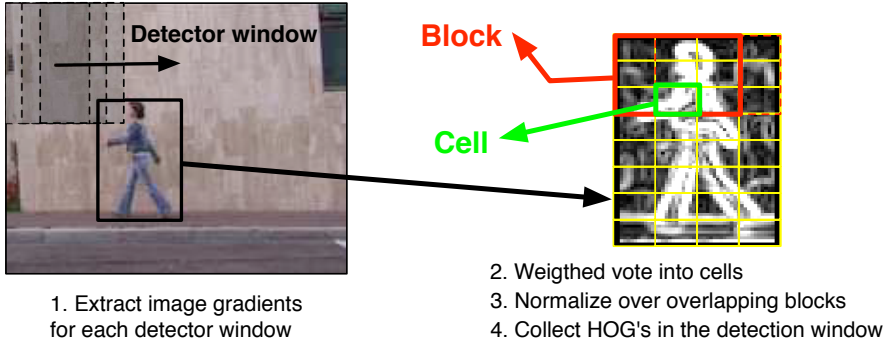 Detector window
Block
Cell
1. Extract image gradients
for each detector window
2. Weigthed vote into cells
3. Normalize over overlapping blocks
4. Collect HOG's in the detection window